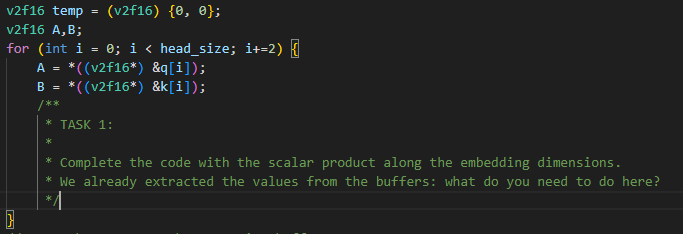 v2f16 temp = (v2f16) {0, 0};
v2f16 A,B;
for (int i = 0; i < head_size; i+=2) {
    A = *((v2f16*) &q[i]);
    B = *((v2f16*) &k[i]);
    /**
     * TASK 1:
     *
     * Complete the code with the scalar product along the embedding dimensions.
     * We already extracted the values from the buffers: what do you need to do here?
     */
}